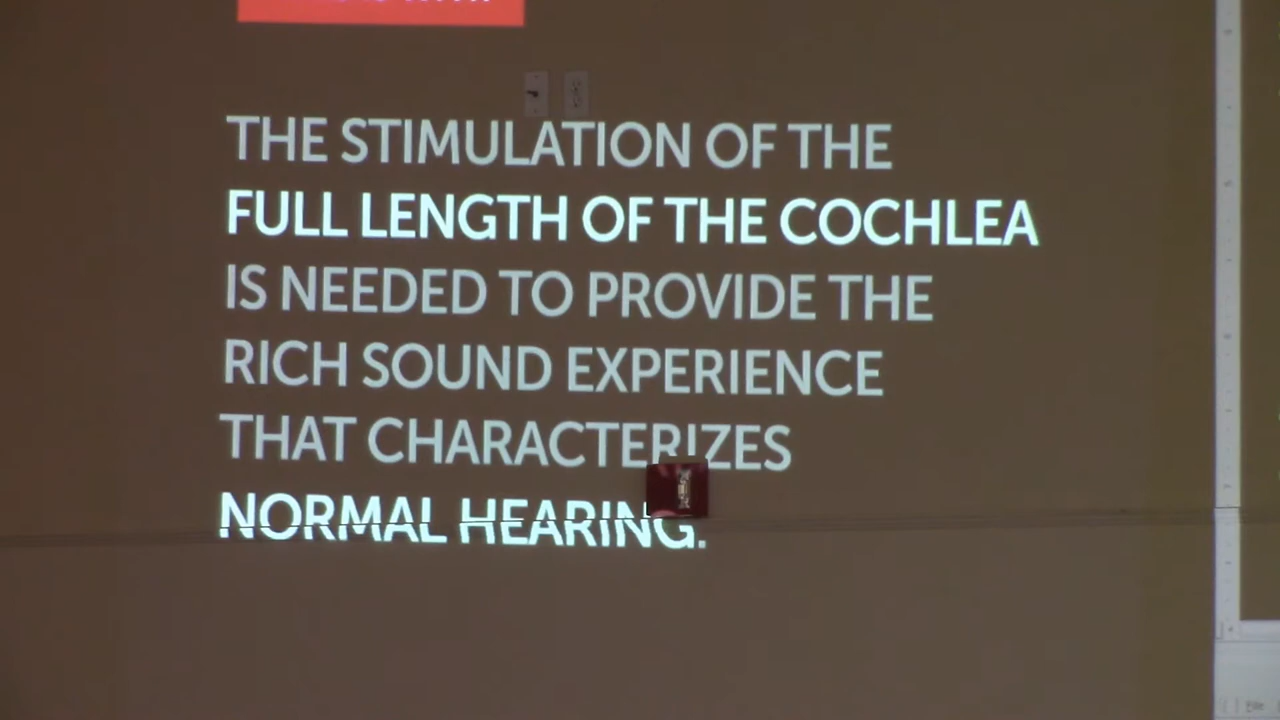 THE STIMULATION OF THE
FULL LENGTH OF THE COCHLEA
IS NEEDED TO PROVIDE THE
RICH SOUND EXPERIENCE
THAT CHARACTERIZES
NORMAL HEARING.